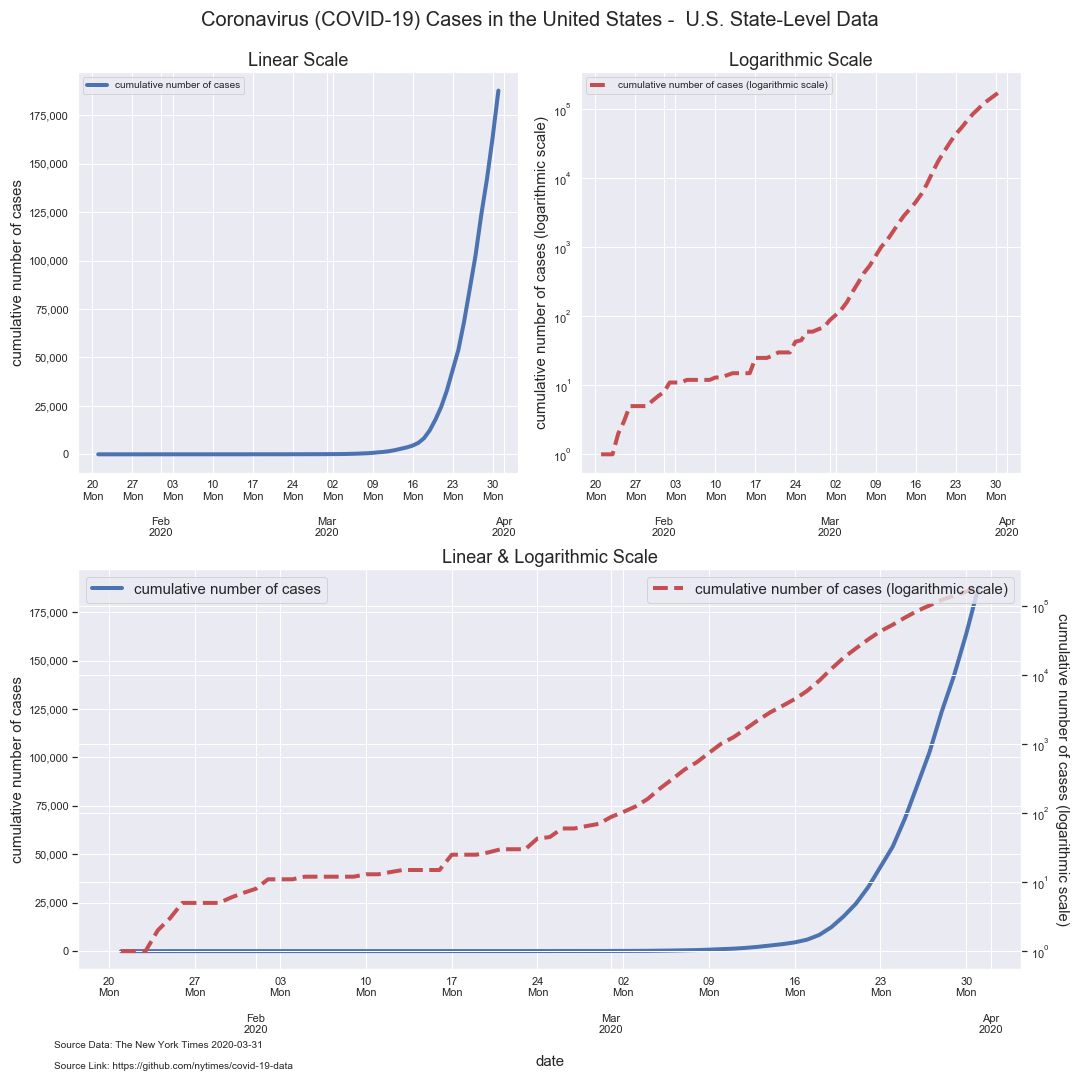 Coronavirus (COVID-19) Cases in the United States -  U.S. State-Level Data
Linear Scale
cumulative number of cases
cumulative number of cases
175,000
150,000
125,000
100,000
75,000
50,000
25,000
0
20 27 03 10 17 24 02 09 16 23 30
Mon Mon Mon Mon Mon Mon Mon Mon Mon Mon Mon
Feb Mar Apr
2020 2020 2020
Logarithmic Scale
cumulative number of cases (logarithmic scale)
cumulative number of cases (logarithmic scale)
10^5
10^4
10^3
10^2
10^1
10^0
20 27 03 10 17 24 02 09 16 23 30
Mon Mon Mon Mon Mon Mon Mon Mon Mon Mon Mon
Feb Mar Apr
2020 2020 2020
Linear & Logarithmic Scale
cumulative number of cases
cumulative number of cases (logarithmic scale)
cumulative number of cases
175,000
150,000
125,000
100,000
75,000
50,000
25,000
0
10^5
10^4
10^3
10^2
10^1
10^0
cumulative number of cases (logarithmic scale)
20 27 03 10 17 24 02 09 16 23 30
Mon Mon Mon Mon Mon Mon Mon Mon Mon Mon Mon
Feb Mar Apr
2020 2020 2020
date
Source Data: The New York Times 2020-03-31
Source Link: https://github.com/nytimes/covid-19-data